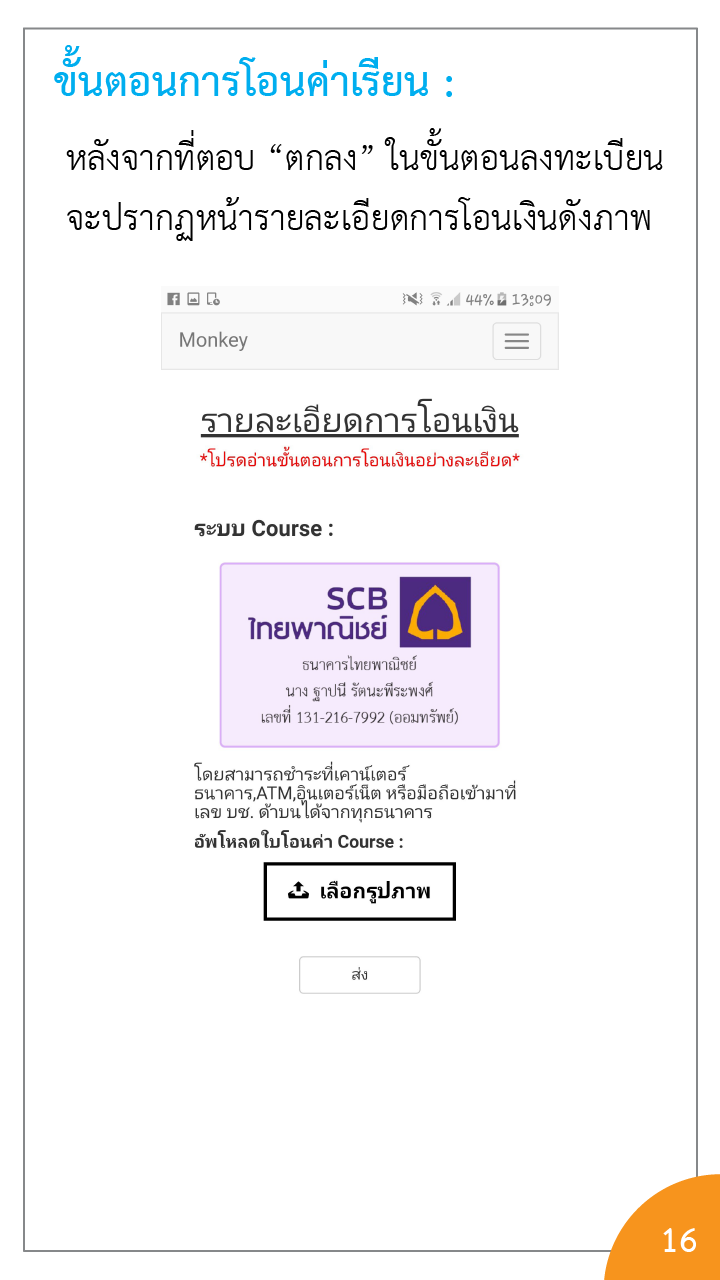 ขั้นตอนการโอนค่าเรียน :
หลังจากที่ตอบ “ตกลง” ในขั้นตอนลงทะเบียน
จะปรากฏหน้ารายละเอียดการโอนเงินดังภาพ
44% 13:09
Monkey
รายละเอียดการโอนเงิน
*โปรดอ่านขั้นตอนการโอนเงินอย่างละเอียด*
ระบบ Course :
SCB
ไทยพาณิชย์
ธนาคารไทยพาณิชย์
นาง ฐาปนี รัตนะพีระพงศ์
เลขที่ 131-216-7992 (ออมทรัพย์)
โดยสามารถชำระที่เคาน์เตอร์
ธนาคาร,ATM,อินเตอร์เน็ต หรือมือถือเข้ามาที่
เลข บช. ด้าบนได้จากทุกธนาคาร
อัพโหลดใบโอนค่า Course :
เลือกรูปภาพ
ส่ง
16